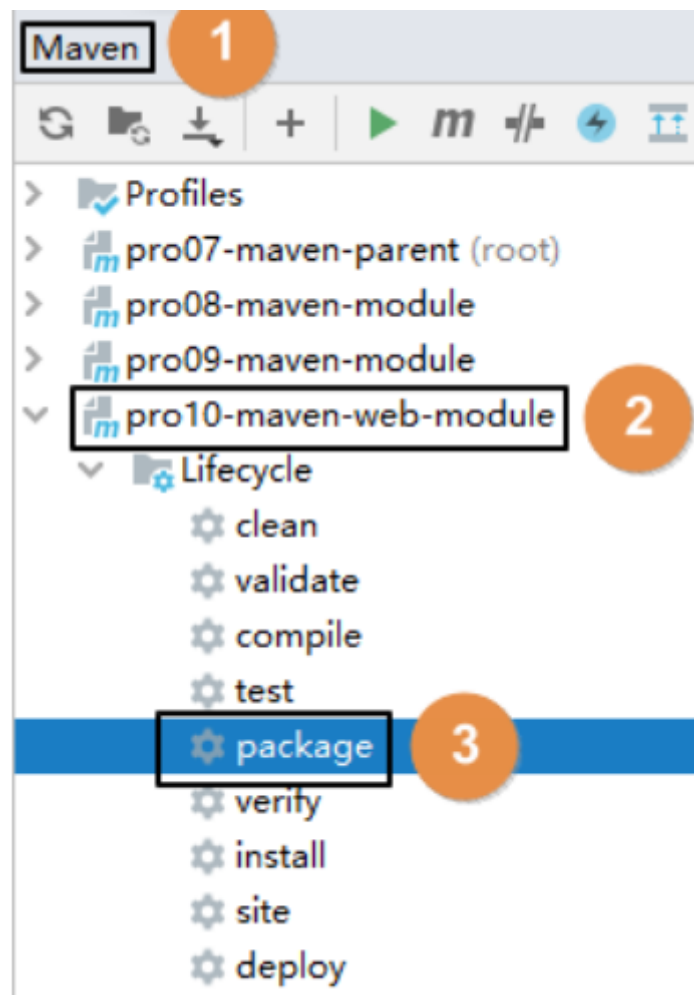 Maven 1
m
Profiles
pro07-maven-parent (root)
pro08-maven-module
pro09-maven-module
pro10-maven-web-module 2
Lifecycle
clean
validate
compile
test
package 3
verify
install
site
deploy